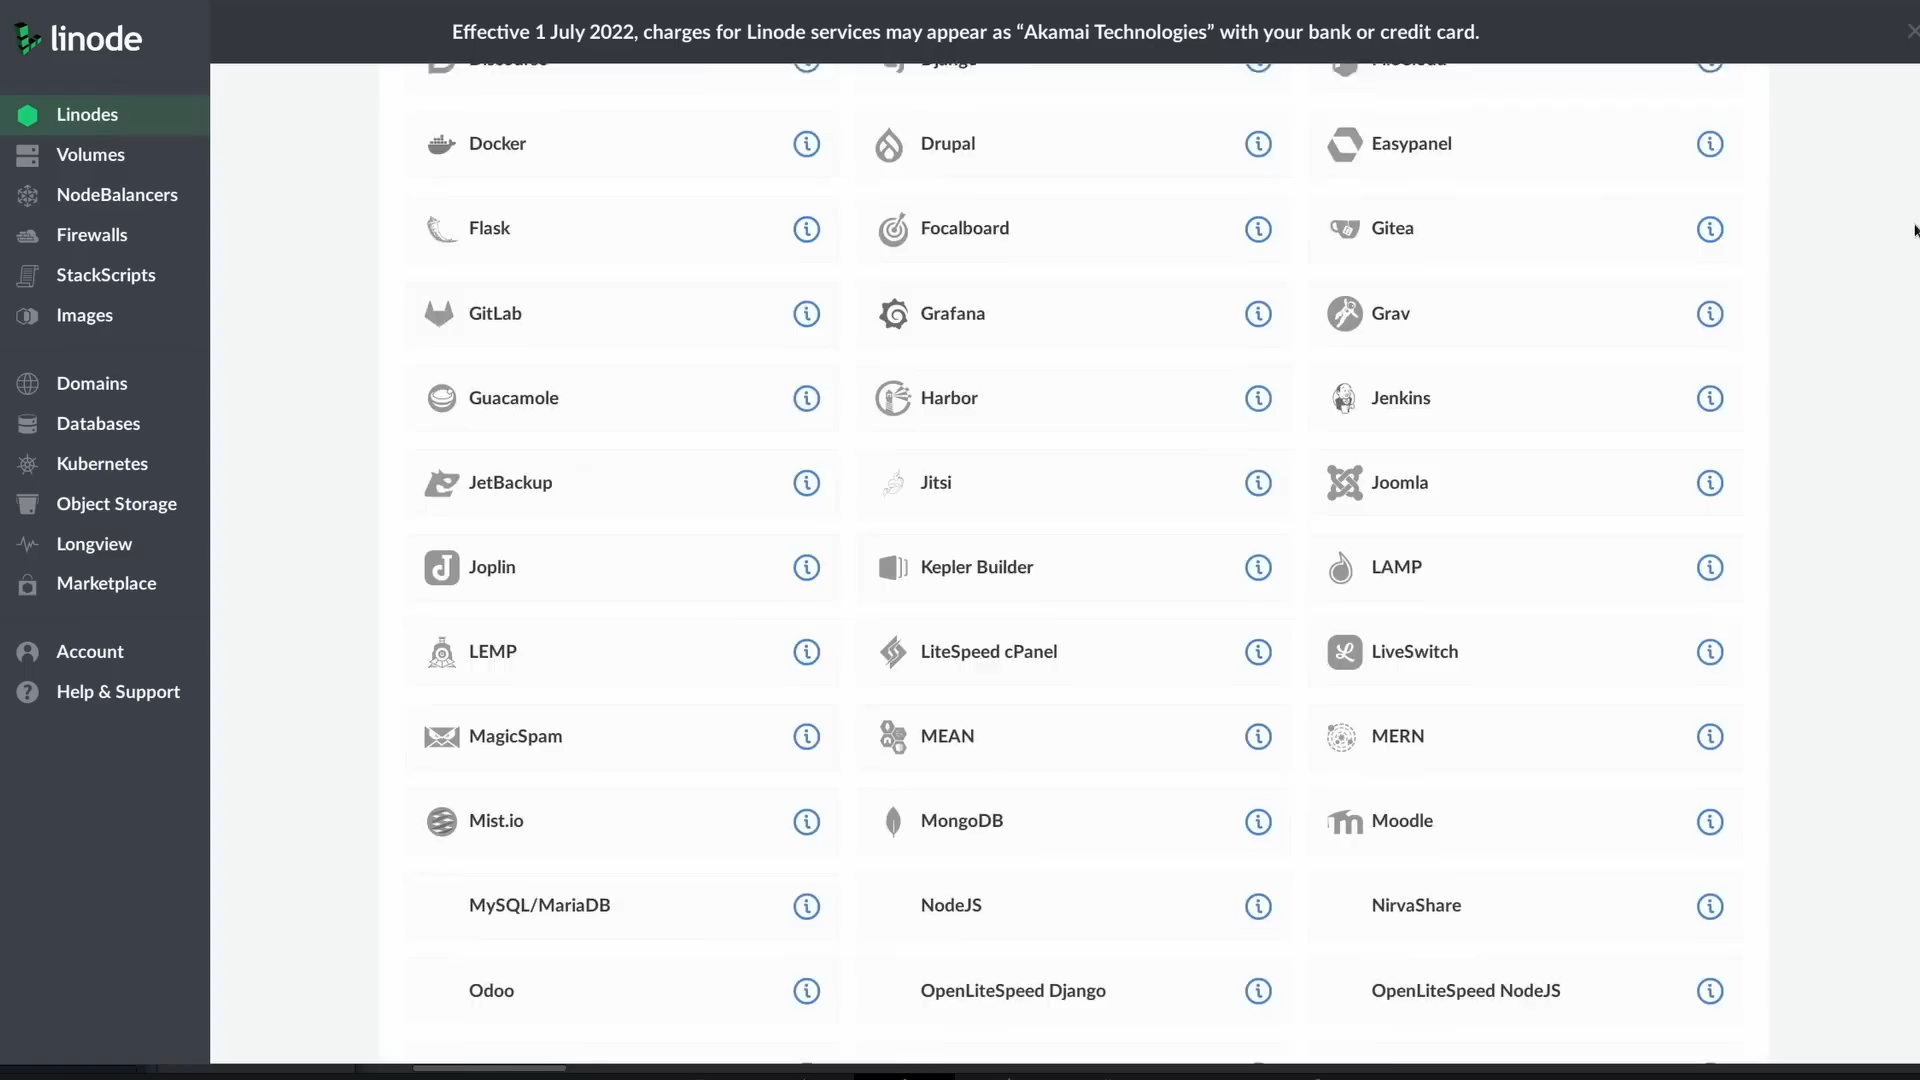 linode
Effective 1 July 2022, charges for Linode services may appear as “Akamai Technologies” with your bank or credit card.
Linodes
Volumes
NodeBalancers
Firewalls
StackScripts
Images
Domains
Databases
Kubernetes
Object Storage
Longview
Marketplace
Account
Help & Support
Django
Docker
Drupal
Easypanel
Flask
Focalboard
Gitea
GitLab
Grafana
Grav
Guacamole
Harbor
Jenkins
JetBackup
Jitsi
Joomla
Joplin
Kepler Builder
LAMP
LEMP
LiteSpeed cPanel
LiveSwitch
MagicSpam
MEAN
MERN
Mist.io
MongoDB
Moodle
MySQL/MariaDB
NodeJS
NirvaShare
Odoo
OpenLiteSpeed Django
OpenLiteSpeed NodeJS